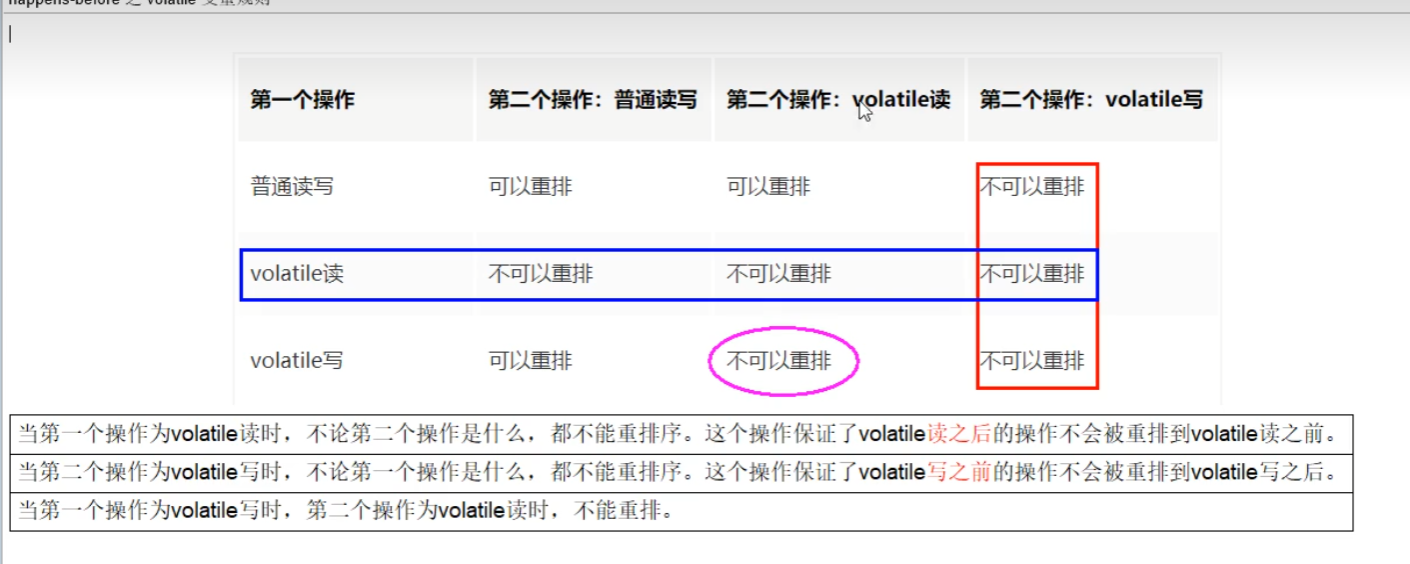 happens-before 之 volatile 变量规则
第一个操作 第二个操作：普通读写 第二个操作：volatile读 第二个操作：volatile写
普通读写 可以重排 可以重排 不可以重排
volatile读 不可以重排 不可以重排 不可以重排
volatile写 可以重排 不可以重排 不可以重排
当第一个操作为volatile读时，不论第二个操作是什么，都不能重排序。这个操作保证了volatile读之后的操作不会被重排到volatile读之前。
当第二个操作为volatile写时，不论第一个操作是什么，都不能重排序。这个操作保证了volatile写之前的操作不会被重排到volatile写之后。
当第一个操作为volatile写时，第二个操作为volatile读时，不能重排。